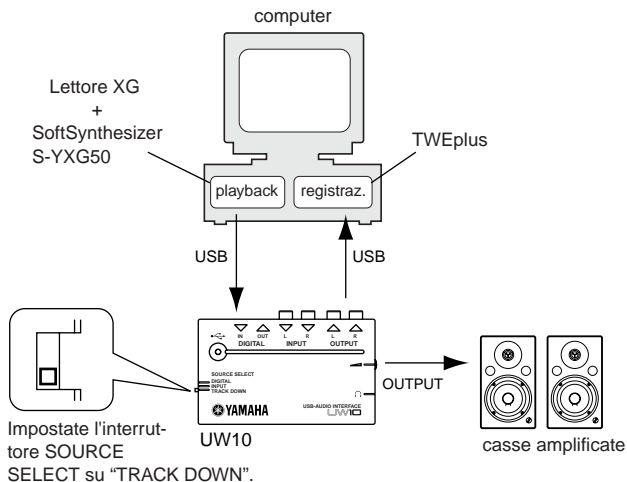 computer
Lettore XG
+
SoftSynthesizer
S-YXG50
TWEplus
playback
registraz.
USB
USB
IN OUT L R L R
DIGITAL INPUT OUTPUT
SOURCE SELECT
DIGITAL
INPUT
TRACK DOWN
YAMAHA
USB-AUDIO INTERFACE
UW10
OUTPUT
Impostate l'interrut-
tore SOURCE
SELECT su “TRACK DOWN”.
UW10
casse amplificate